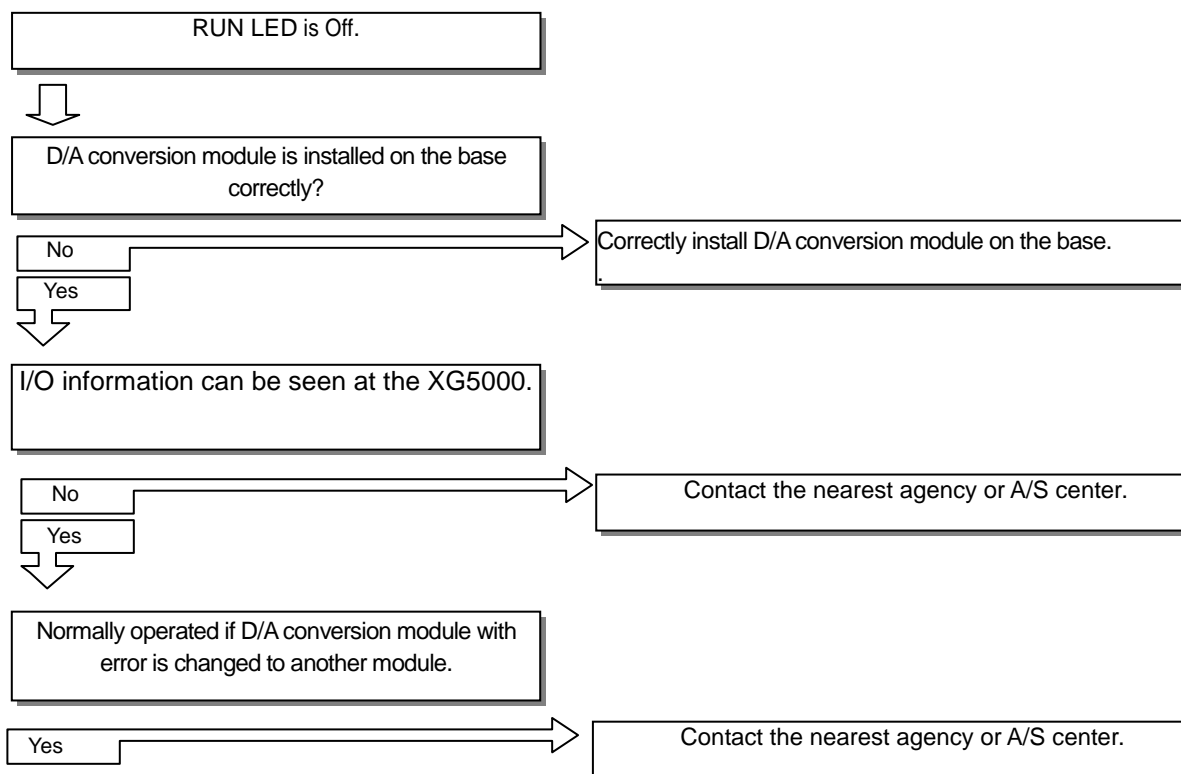 RUN LED is Off.
D/A conversion module is installed on the base
correctly?
No
Correctly install D/A conversion module on the base.
.
Yes
I/O information can be seen at the XG5000.
No
Contact the nearest agency or A/S center.
Yes
Normally operated if D/A conversion module with
error is changed to another module.
Yes
Contact the nearest agency or A/S center.